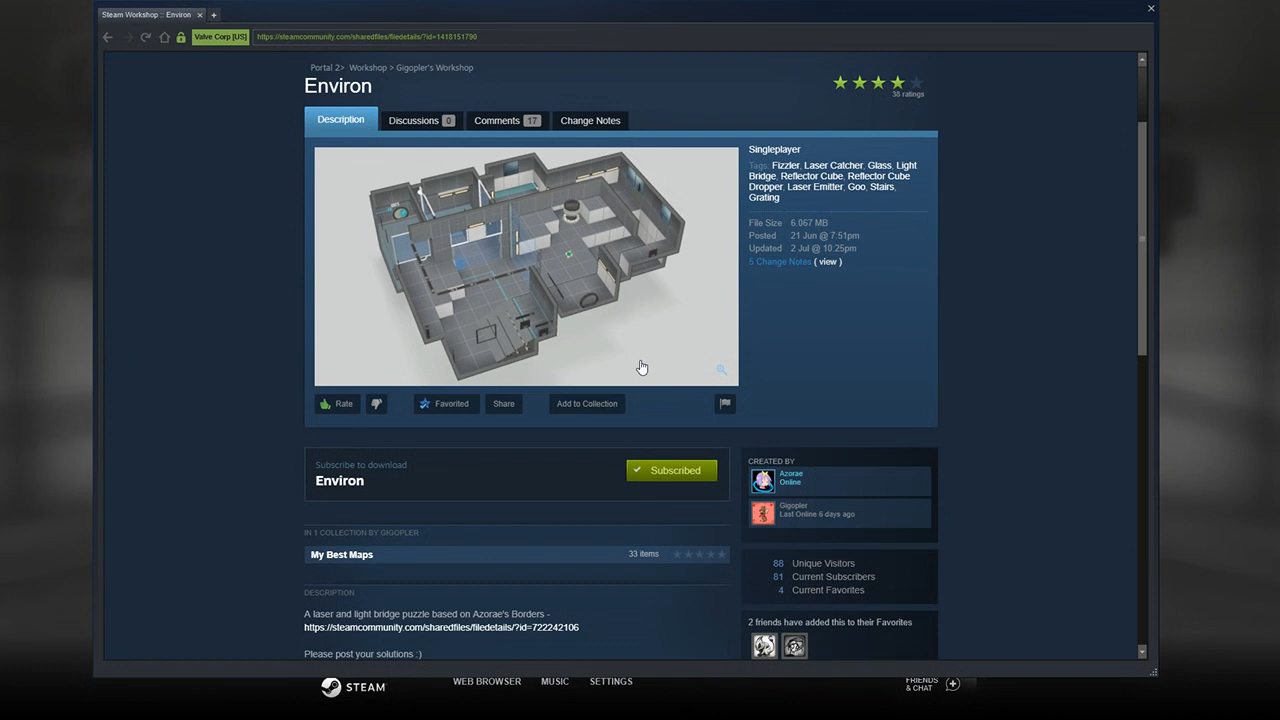 Steam Workshop :: Environ
Valve Corp [US]
https://steamcommunity.com/sharedfiles/filedetails/?id=1418151790
Portal 2> Workshop > Gigopler's Workshop
Environ
38 ratings
Description
Discussions 0
Comments 17
Change Notes
Singleplayer
Tags: Fizzler, Laser Catcher, Glass, Light
Bridge, Reflector Cube, Reflector Cube
Dropper, Laser Emitter, Goo, Stairs,
Grating
File Size 6.067 MB
Posted 21 Jun @ 7:51pm
Updated 2 Jul @ 10:25pm
5 Change Notes ( view )
Rate
Favorited
Share
Add to Collection
Subscribe to download
Environ
Subscribed
CREATED BY
Azorae
Online
Gigopler
Last Online 6 days ago
IN 1 COLLECTION BY GIGOPLER
My Best Maps 33 items
88 Unique Visitors
81 Current Subscribers
4 Current Favorites
DESCRIPTION
A laser and light bridge puzzle based on Azorae's Borders -
https://steamcommunity.com/sharedfiles/filedetails/?id=722242106
Please post your solutions :)
2 friends have added this to their Favorites
STEAM
WEB BROWSER
MUSIC
SETTINGS
FRIENDS
& CHAT